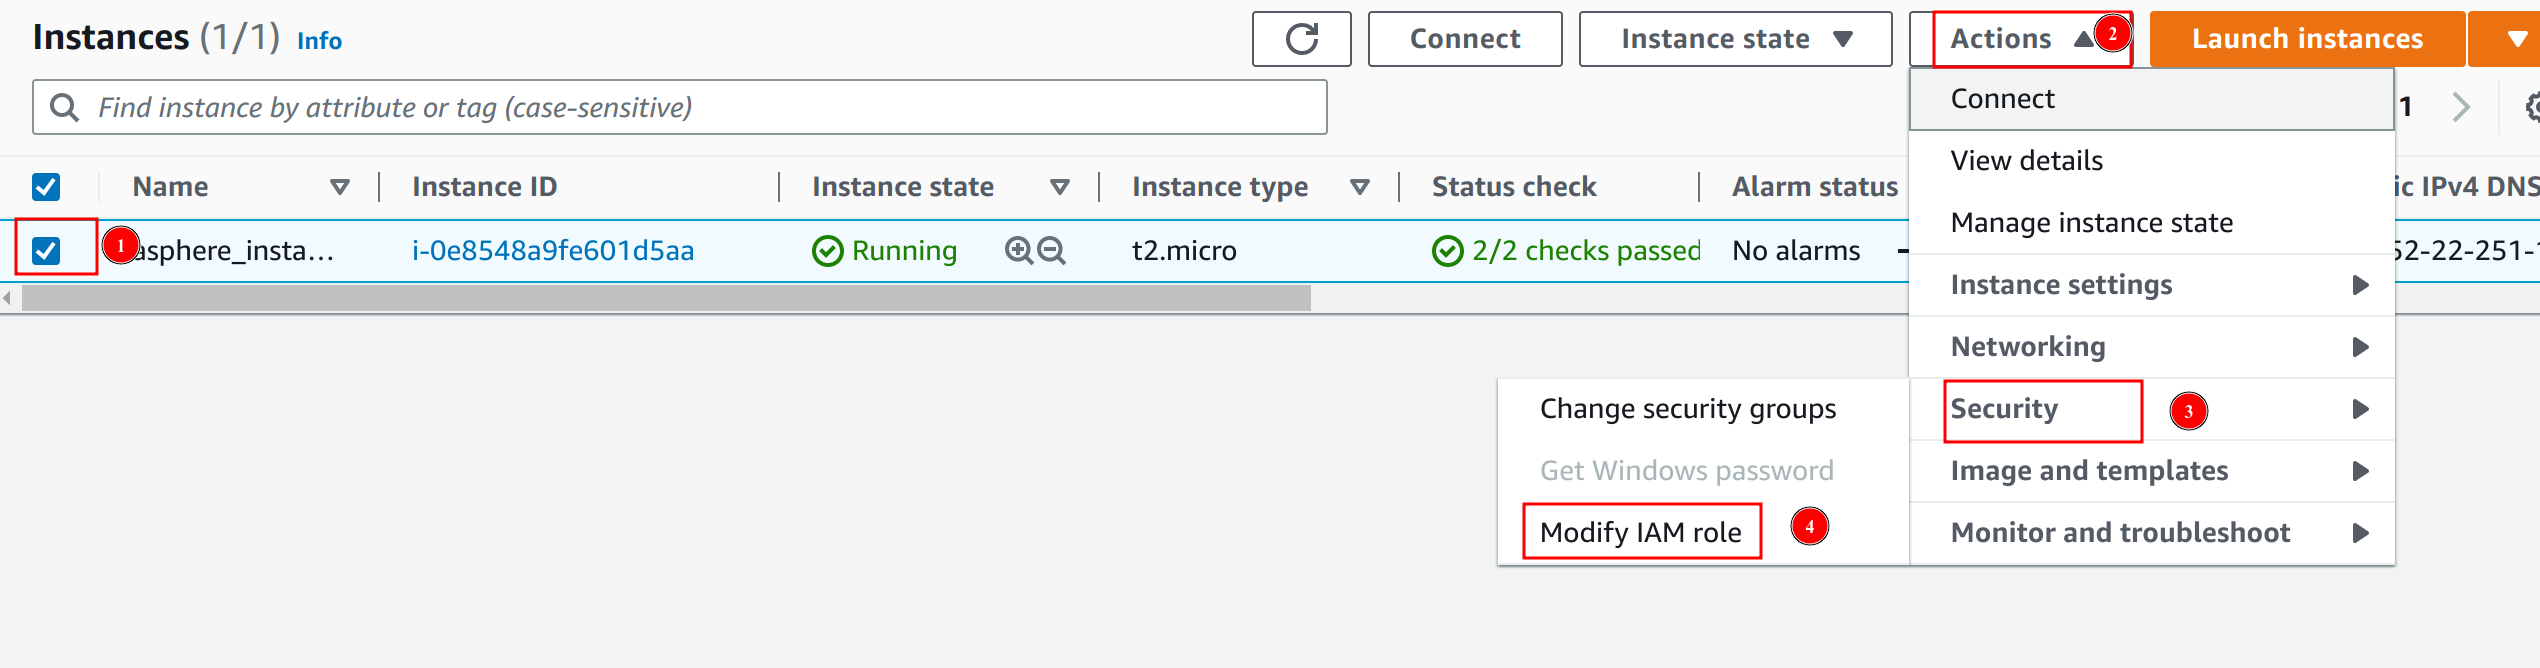 Instances (1/1) Info
Connect
Instance state
Actions
2
Launch instances
Find instance by attribute or tag (case-sensitive)
Connect
1
View details
Name
Instance ID
Instance state
Instance type
Status check
Alarm status
ic IPv4 DNS
1
asphere_insta...
i-0e8548a9fe601d5aa
Running
t2.micro
2/2 checks passed
No alarms
52-22-251-1
Manage instance state
Instance settings
Networking
Security
3
Image and templates
Monitor and troubleshoot
Change security groups
Get Windows password
Modify IAM role
4